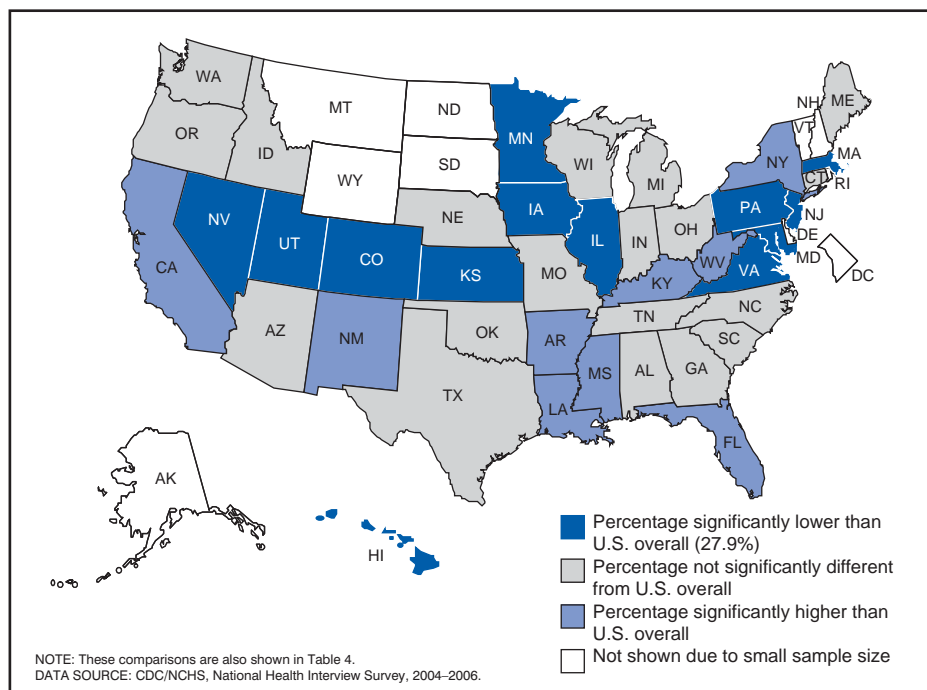 WA
MT
ND
MN
OR
ID
WY
SD
WI
MI
NY
NH
VT
ME
MA
CT
RI
NV
UT
CO
NE
KS
IA
IL
IN
OH
PA
NJ
DE
MD
DC
CA
MO
KY
WV
VA
AZ
NM
OK
AR
TN
NC
SC
TX
LA
MS
AL
GA
FL
AK
HI
Percentage significantly lower than
U.S. overall (27.9%)
Percentage not significantly different
from U.S. overall
Percentage significantly higher than
U.S. overall
Not shown due to small sample size
NOTE: These comparisons are also shown in Table 4.
DATA SOURCE: CDC/NCHS, National Health Interview Survey, 2004–2006.